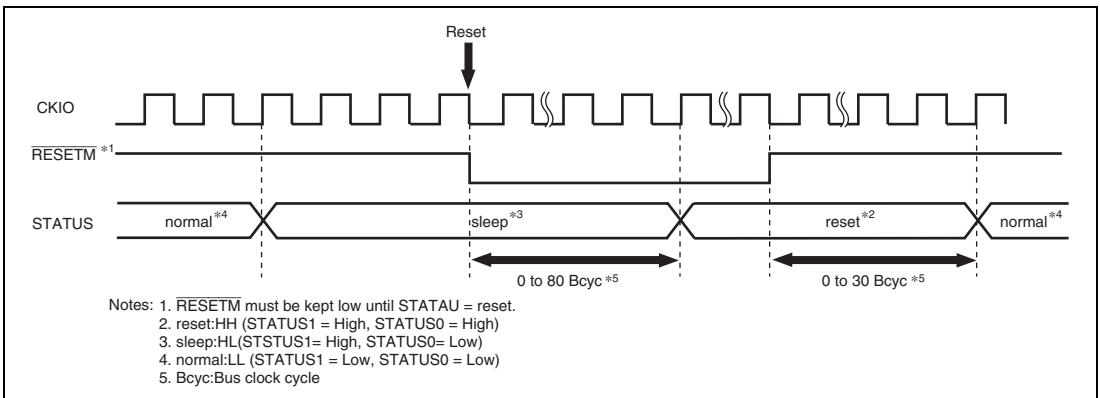 Reset
CKIO
RESETM *1
STATUS
normal*4
sleep*3
reset*2
normal*4
0 to 80 Bcyc *5
0 to 30 Bcyc *5
Notes: 1. RESETM must be kept low until STATAU = reset.
2. reset:HH (STATUS1 = High, STATUS0 = High)
3. sleep:HL(STSTUS1= High, STATUS0= Low)
4. normal:LL (STATUS1 = Low, STATUS0 = Low)
5. Bcyc:Bus clock cycle